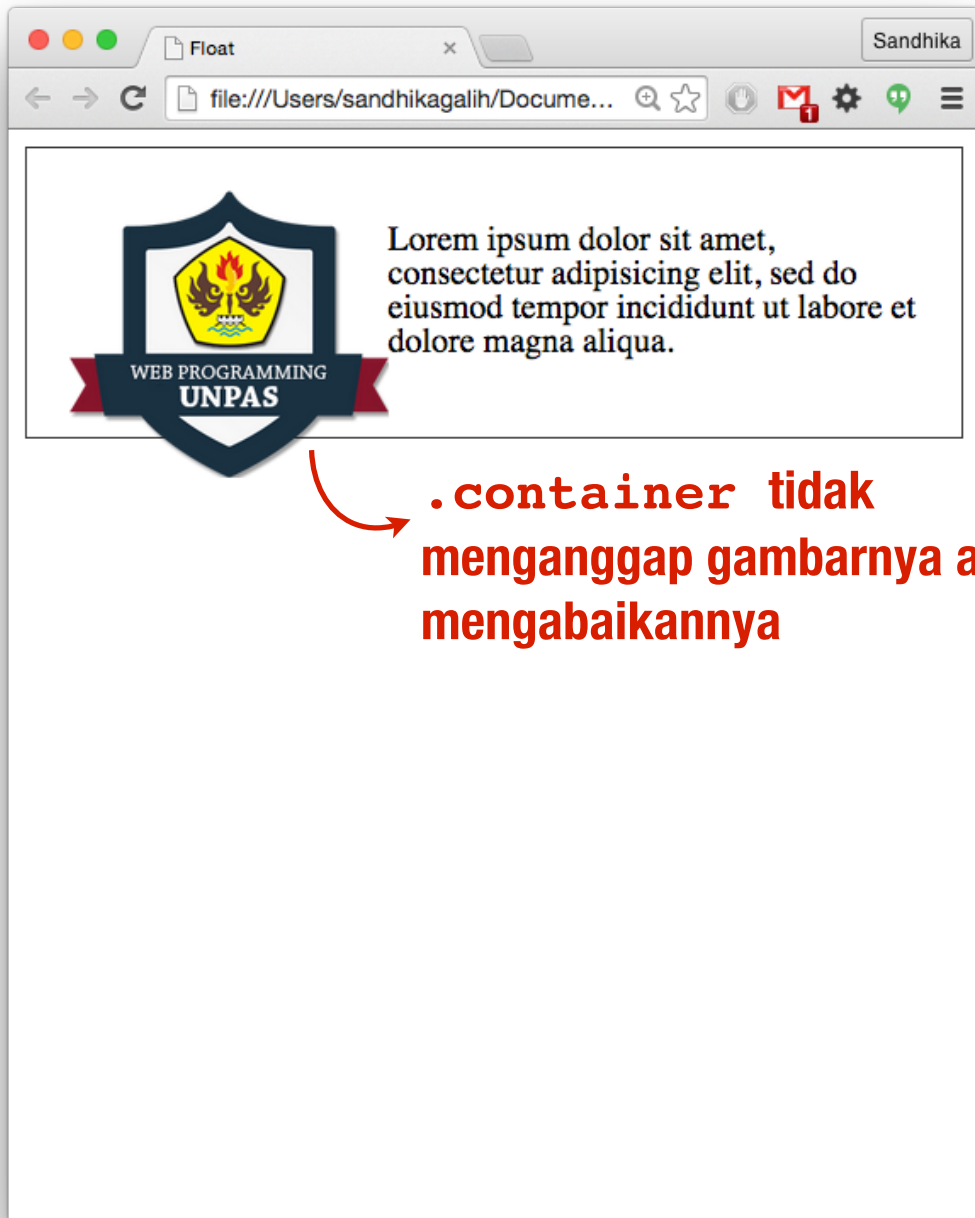 Float
Sandhika
file:///Users/sandhikagalih/Docume...
1
Lorem ipsum dolor sit amet,
consectetur adipisicing elit, sed do
eiusmod tempor incididunt ut labore et
dolore magna aliqua.
WEB PROGRAMMING
UNPAS
.container tidak
menganggap gambarnya a
mengabaikannya